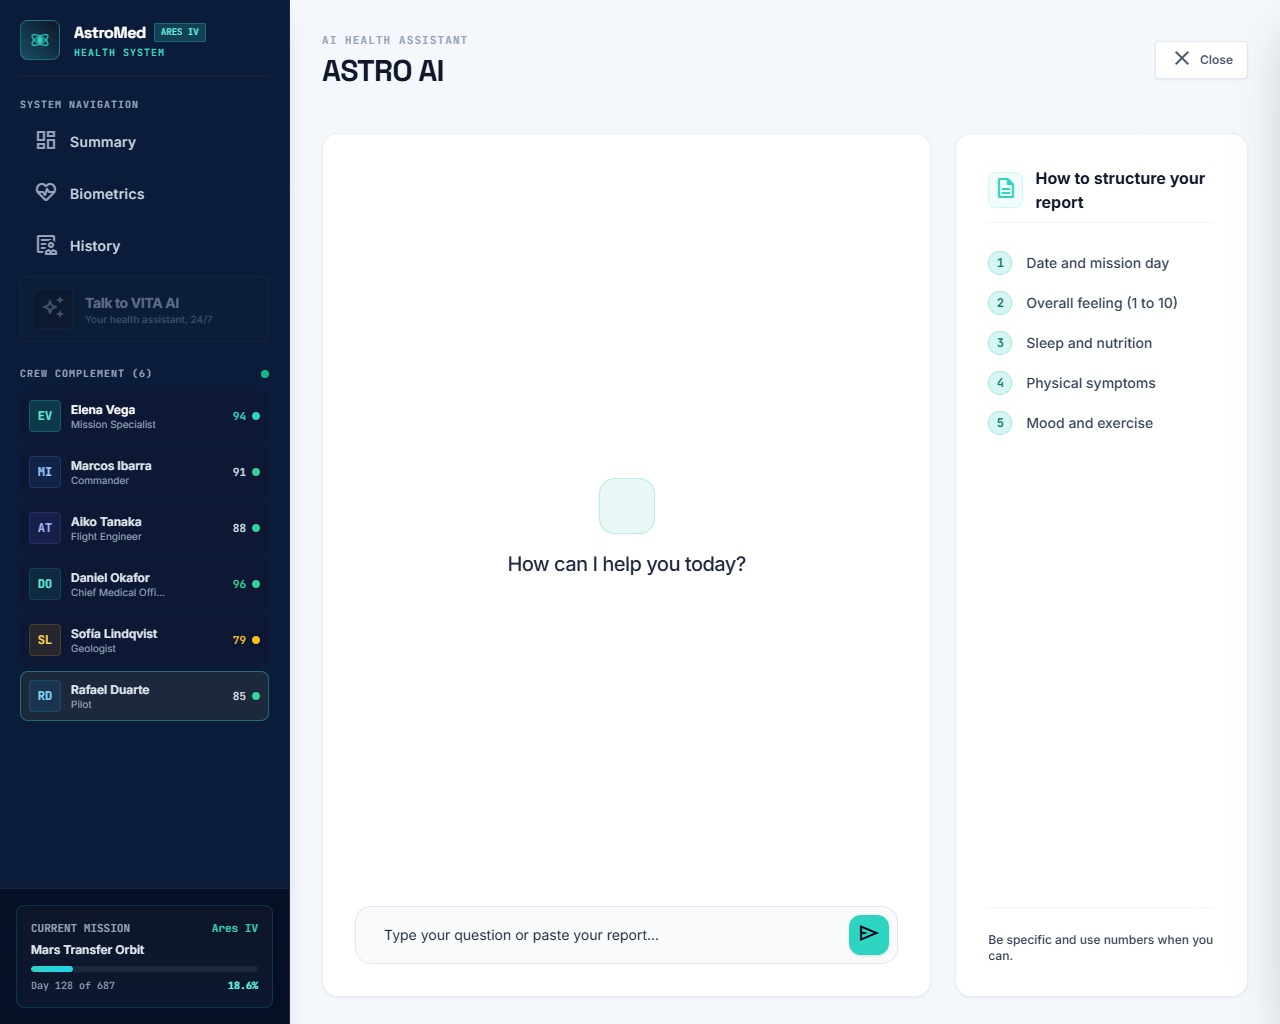 AstroMed ARES IV
HEALTH SYSTEM
SYSTEM NAVIGATION
Summary
Biometrics
History
Talk to VITA AI
Your health assistant, 24/7
CREW COMPLEMENT (6)
EV Elena Vega 94
Mission Specialist
MI Marcos Ibarra 91
Commander
AT Aiko Tanaka 88
Flight Engineer
DO Daniel Okafor 96
Chief Medical Offi...
SL Sofía Lindqvist 79
Geologist
RD Rafael Duarte 85
Pilot
CURRENT MISSION Ares IV
Mars Transfer Orbit
Day 128 of 687 18.6%
AI HEALTH ASSISTANT
ASTRO AI
Close
How can I help you today?
Type your question or paste your report...
How to structure your
report
1 Date and mission day
2 Overall feeling (1 to 10)
3 Sleep and nutrition
4 Physical symptoms
5 Mood and exercise
Be specific and use numbers when you
can.